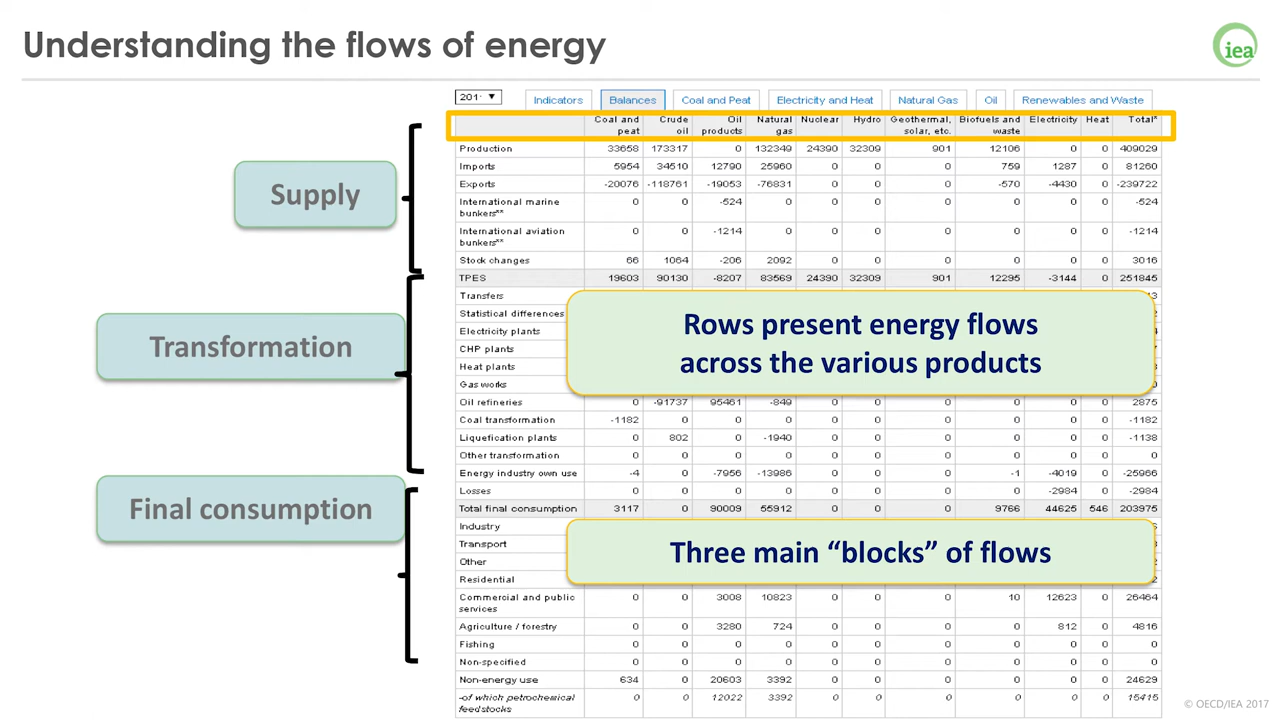 Understanding the flows of energy
iea
201
Indicators Balances Coal and Peat Electricity and Heat Natural Gas Oil Renewables and Waste
Coal and peat Crude oil Oil products Natural gas Nuclear Hydro Geothermal, solar, etc. Biofuels and waste Electricity Heat Total*
Production 33658 173317 0 132349 24390 32309 901 12106 0 0 409029
Imports 5954 34510 12790 25960 0 0 0 759 1287 0 81260
Exports -20076 -118761 -19053 -76831 0 0 0 -570 -4430 0 -239722
International marine bunkers** 0 0 -524 0 0 0 0 0 0 0 -524
International aviation bunkers** 0 0 -1214 0 0 0 0 0 0 0 -1214
Stock changes 66 1064 -206 2092 0 0 0 0 0 0 3016
TPES 19603 90130 -8207 83569 24390 32309 901 12295 -3144 0 251845
Transfers
Statistical differences
Electricity plants
CHP plants
Heat plants
Gas works
Oil refineries 0 -91737 95461 -849 0 0 0 0 0 0 2875
Coal transformation -1182 0 0 0 0 0 0 0 0 0 -1182
Liquefication plants 0 802 0 -1940 0 0 0 0 0 0 -1138
Other transformation 0 0 0 0 0 0 0 0 0 0 0
Energy industry own use -4 0 -7956 -13986 0 0 0 -1 -4019 0 -25966
Losses 0 0 0 0 0 0 0 0 -2984 0 -2984
Total final consumption 3117 0 90009 55912 0 0 0 9766 44625 546 203975
Industry
Transport
Other
Residential
Commercial and public services 0 0 3008 10823 0 0 0 10 12623 0 26464
Agriculture / forestry 0 0 3280 724 0 0 0 0 812 0 4816
Fishing 0 0 0 0 0 0 0 0 0 0 0
Non-specified 0 0 0 0 0 0 0 0 0 0 0
Non-energy use 634 0 20603 3392 0 0 0 0 0 0 24629
-of which petrochemical feedstocks 0 0 12022 3392 0 0 0 0 0 0 15415
Supply
Transformation
Final consumption
Rows present energy flows
across the various products
Three main “blocks” of flows
© OECD/IEA 2017